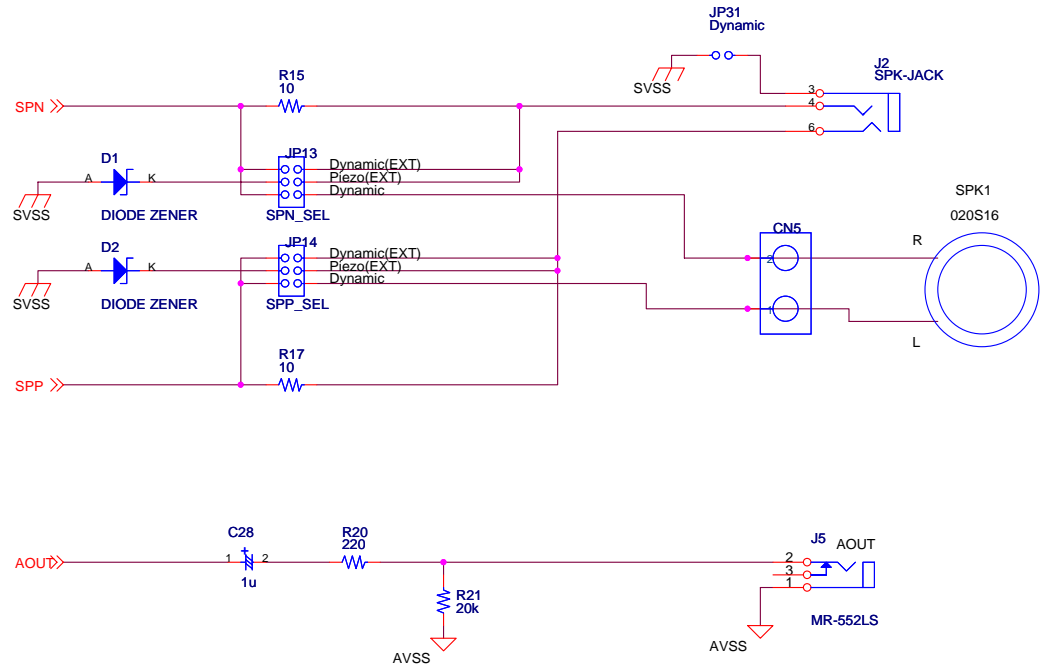 JP31
Dynamic
J2
SPK-JACK
R15
10
SVSS
3
4
6
SPN
JP13
Dynamic(EXT)
Piezo(EXT)
Dynamic
D1
A
K
SVSS
DIODE ZENER
SPN_SEL
SPK1
020S16
CN5
R
2
1
L
JP14
Dynamic(EXT)
Piezo(EXT)
Dynamic
D2
A
K
SVSS
DIODE ZENER
SPP_SEL
R17
10
SPP
C28
+
1
2
1u
R20
220
AOUT
R21
20k
AVSS
J5
AOUT
2
3
1
MR-552LS
AVSS